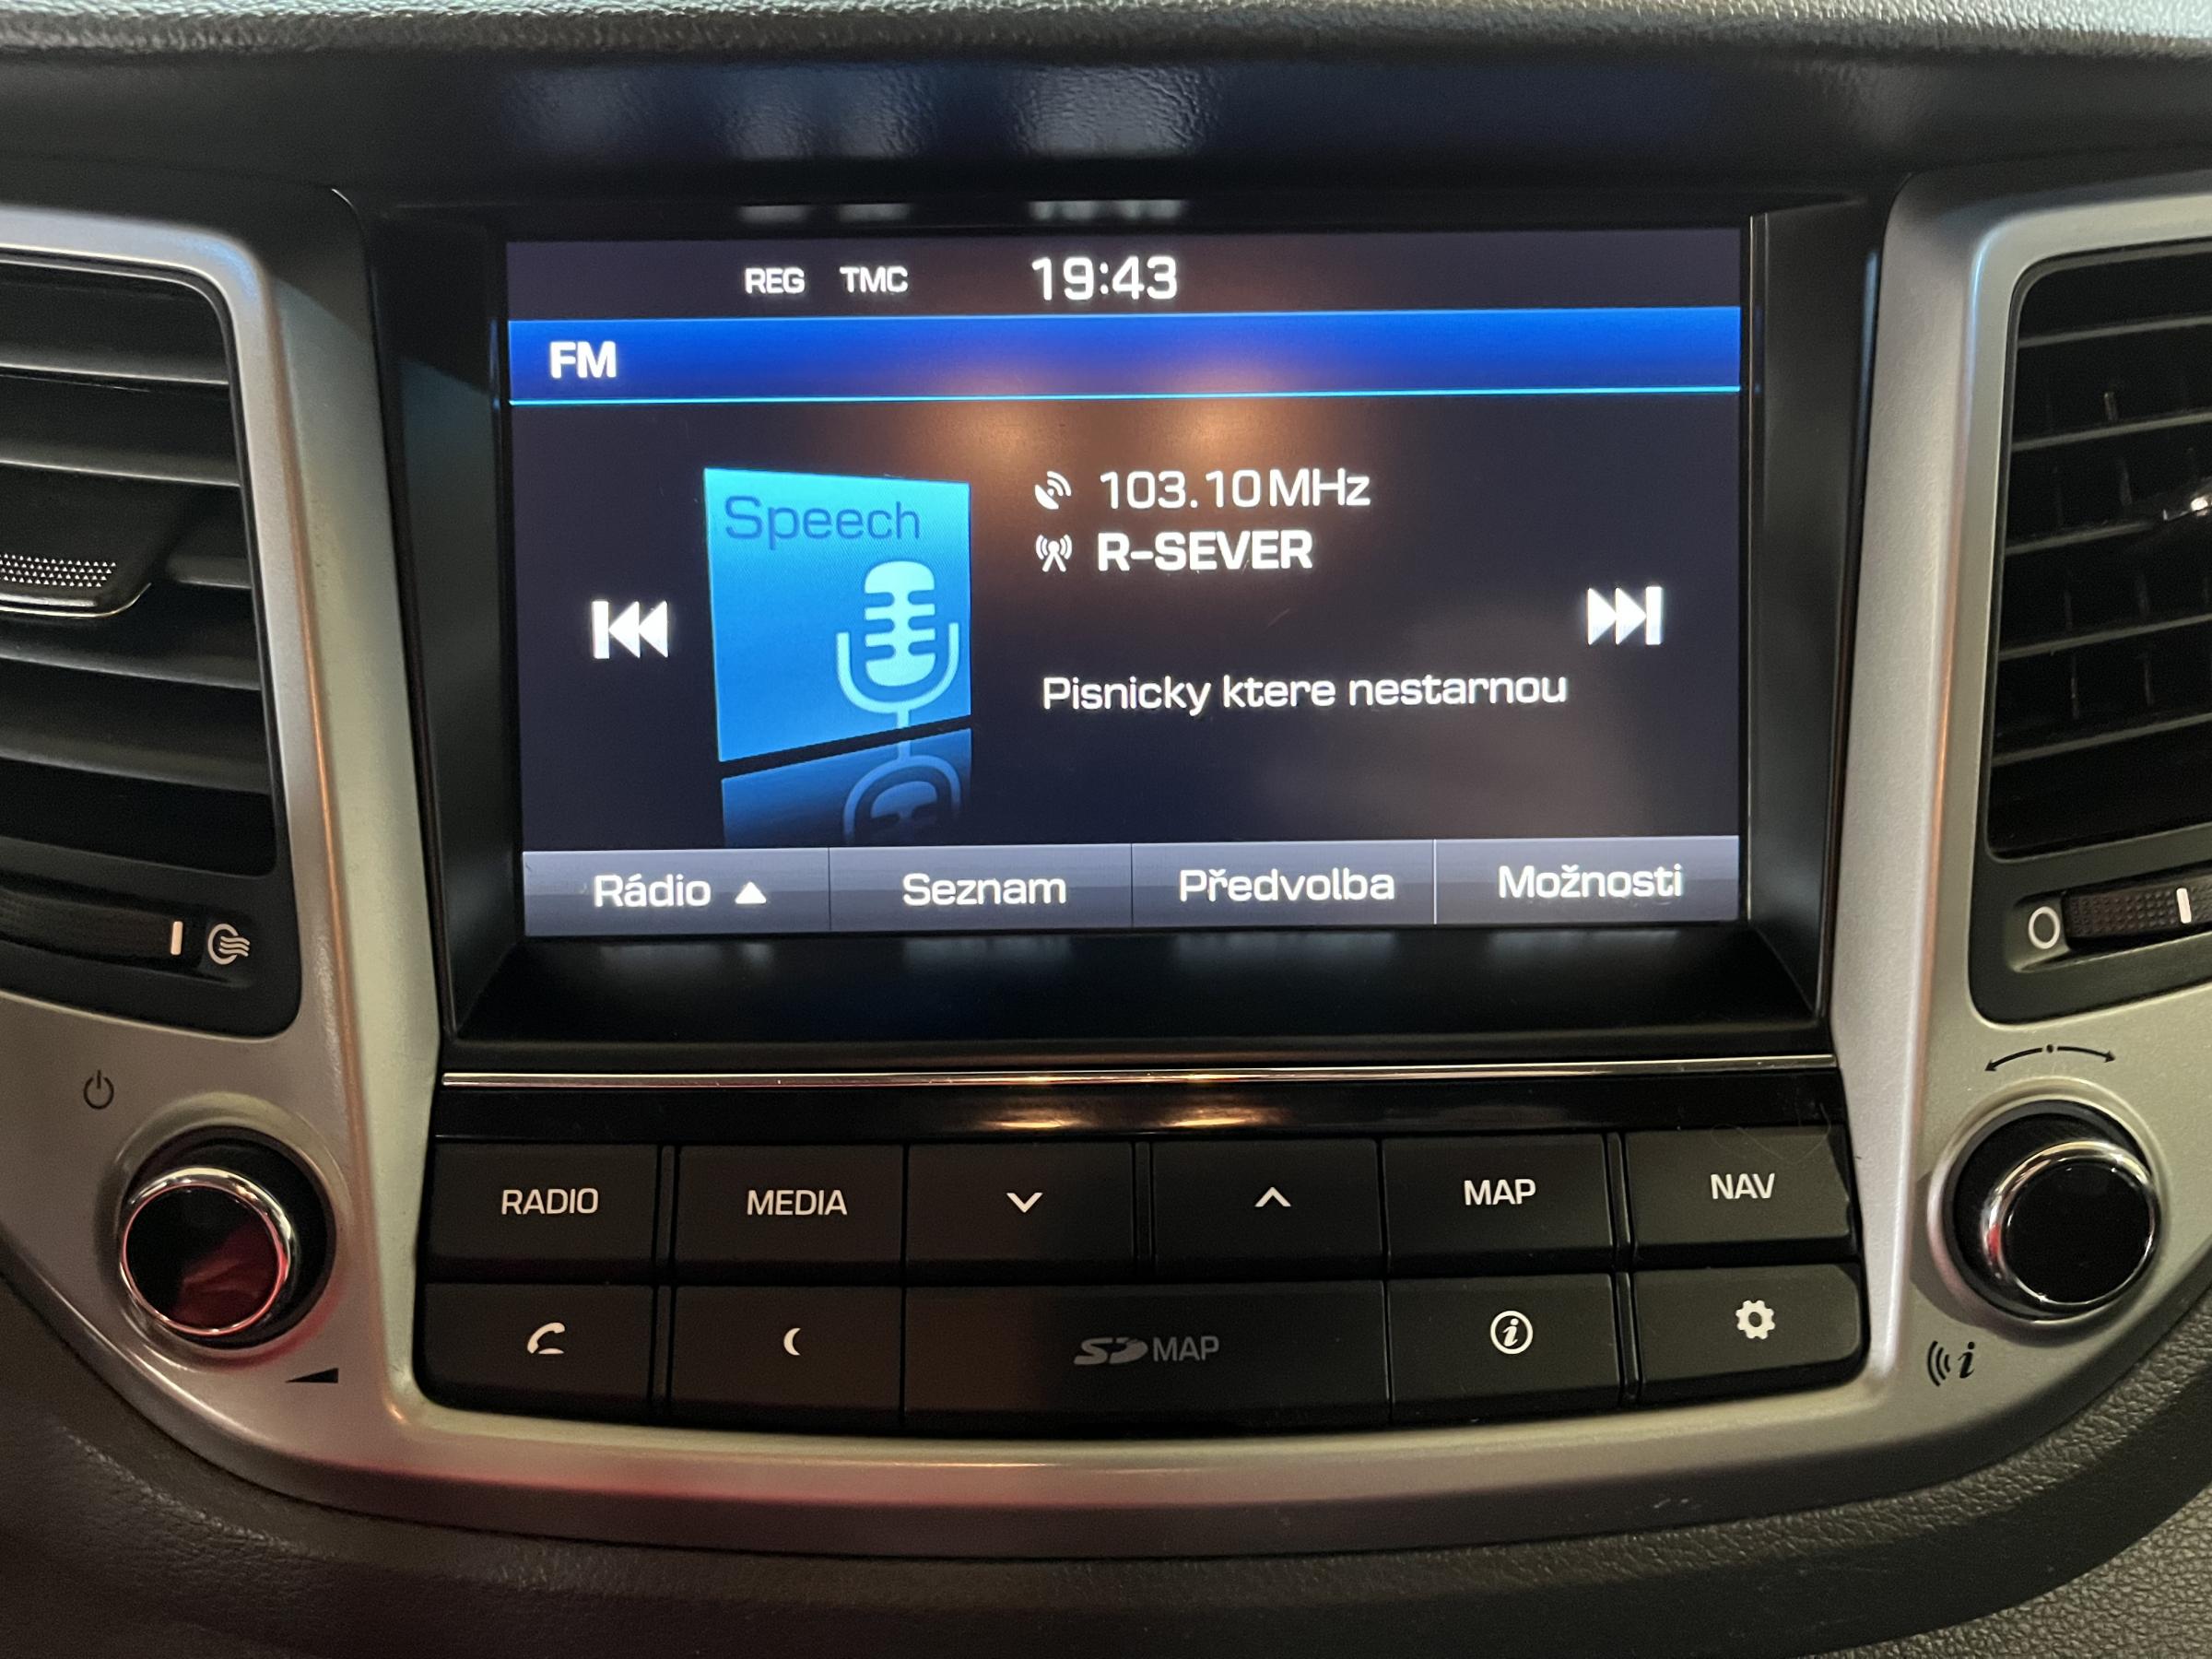 REG TMC 19:43
FM
Speech
103.10MHz
R-SEVER
Pisnicky ktere nestarnou
Rádio Seznam Předvolba Možnosti
RADIO MEDIA MAP NAV
SD MAP